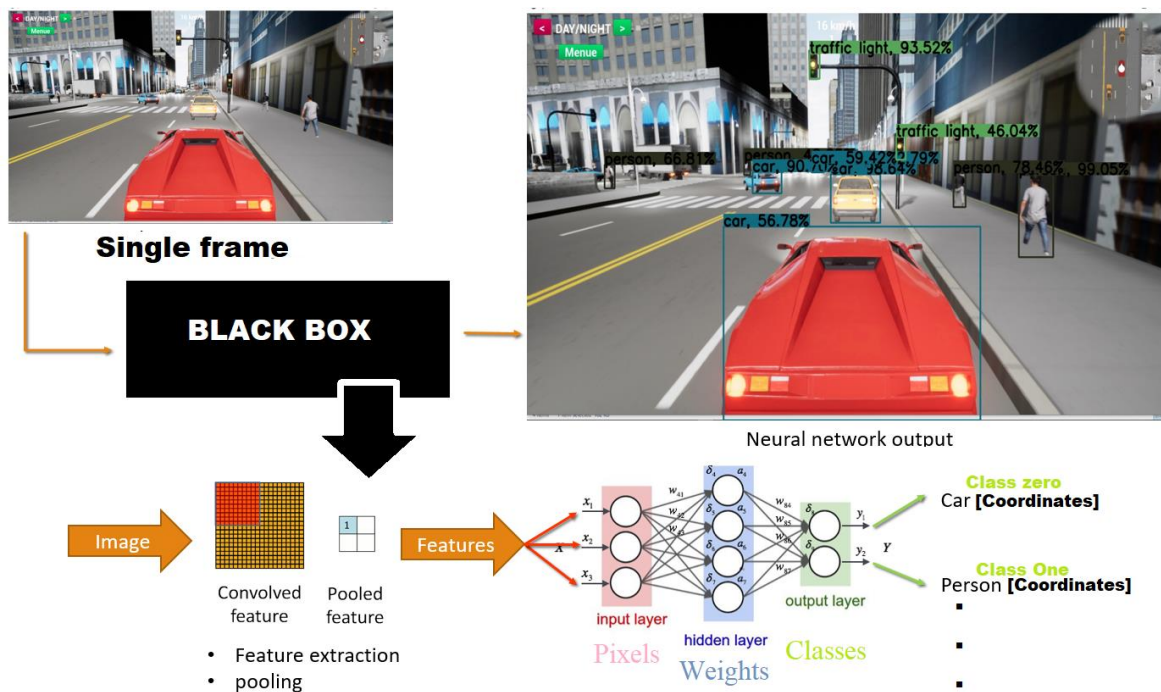 < DAY/NIGHT >
Menue
Single frame
BLACK BOX
< DAY/NIGHT >
Menue
16 km/h
traffic light, 93.52%
traffic light, 46.04%
person, 66.81%
person, 4
car, 59.42%
79%
car, 90.70%
car, 98.64%
person, 78.46%
99.05%
car, 56.78%
Neural network output
Image
1
Convolved
feature
Pooled
feature
• Feature extraction
• pooling
Features
X
x₁
x₂
x₃
w₄₁
w₄₂
w₄₃
δ₄ a₄
δ₅ a₅
δ₆ a₆
δ₇ a₇
w₈₄
w₈₅
w₈₆
w₈₇
y₁
y₂
Y
input layer
hidden layer
output layer
Pixels
Weights
Classes
Class zero
Car [Coordinates]
Class One
Person [Coordinates]